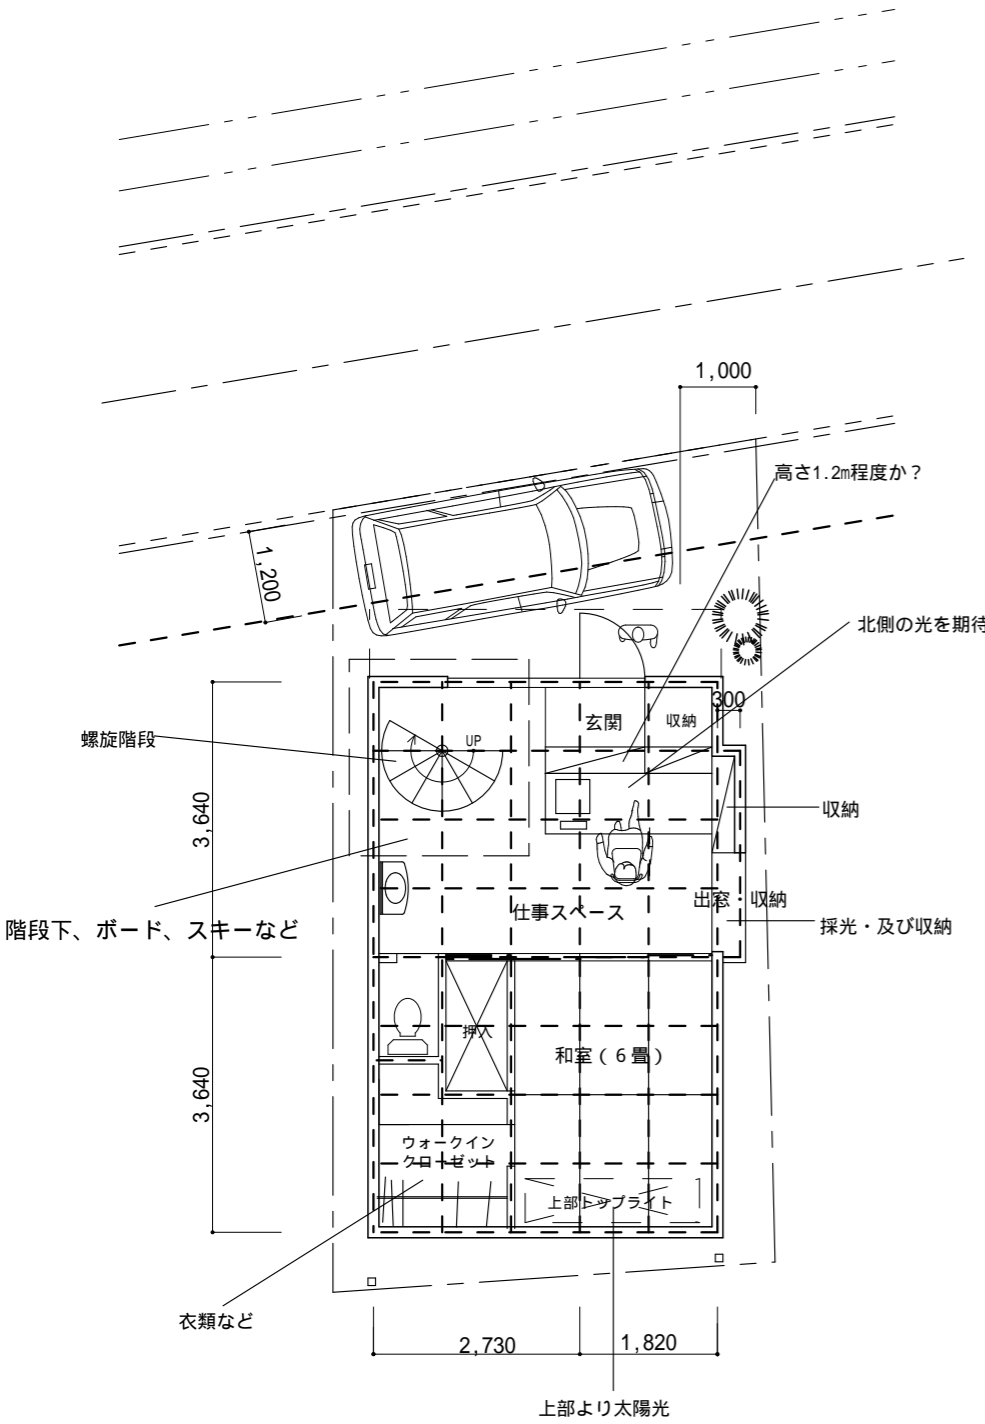 1,000
高さ1.2m程度か？
1,200
北側の光を期待
300
玄関
収納
UP
螺旋階段
3,640
収納
出窓・収納
仕事スペース
採光・及び収納
階段下、ボード、スキーなど
押入
和室（６畳）
3,640
ウォークイン
クローゼット
上部トップライト
衣類など
2,730
1,820
上部より太陽光